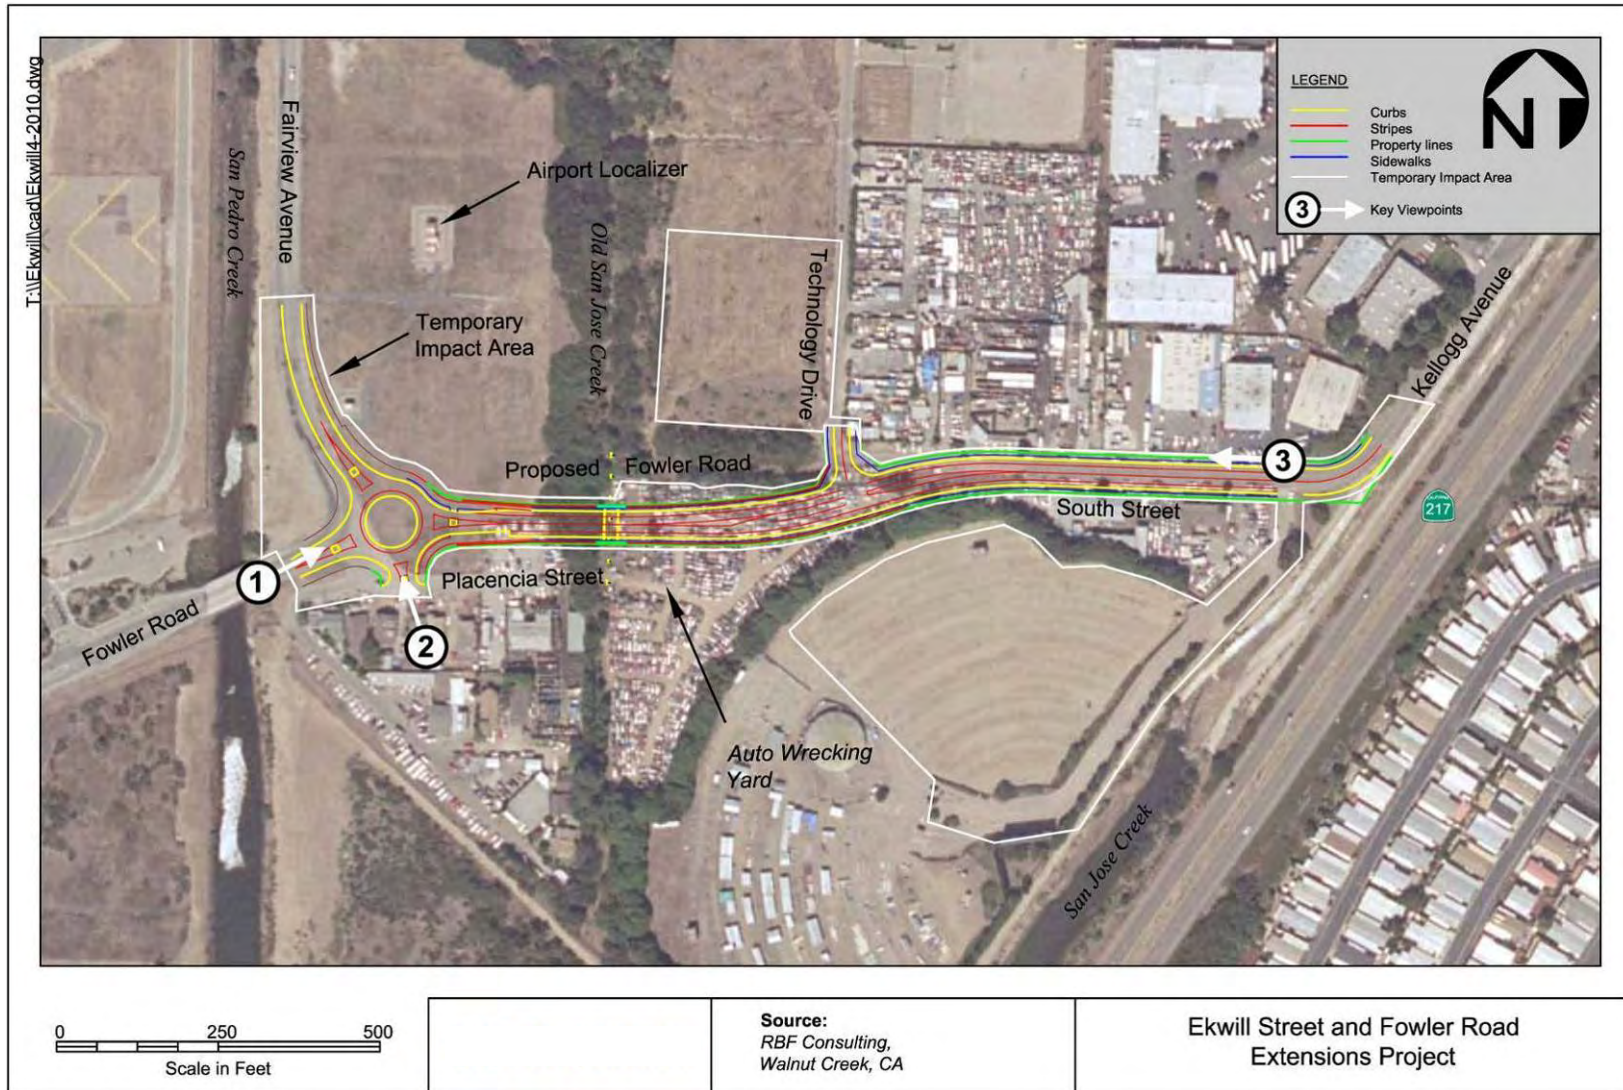 T:\\Ekwill\cad\Ekwill4-2010.dwg
LEGEND
Curbs
Stripes
Property lines
Sidewalks
Temporary Impact Area
3
Key Viewpoints
N
Fairview Avenue
San Pedro Creek
Airport Localizer
Old San Jose Creek
Technology Drive
Temporary
Impact Area
Kellogg Avenue
Proposed
Fowler Road
3
South Street
CALIFORNIA
217
1
Placencia Street
2
Fowler Road
Auto Wrecking
Yard
San Jose Creek
0 250 500
Scale in Feet
Source:
RBF Consulting,
Walnut Creek, CA
Ekwill Street and Fowler Road
Extensions Project